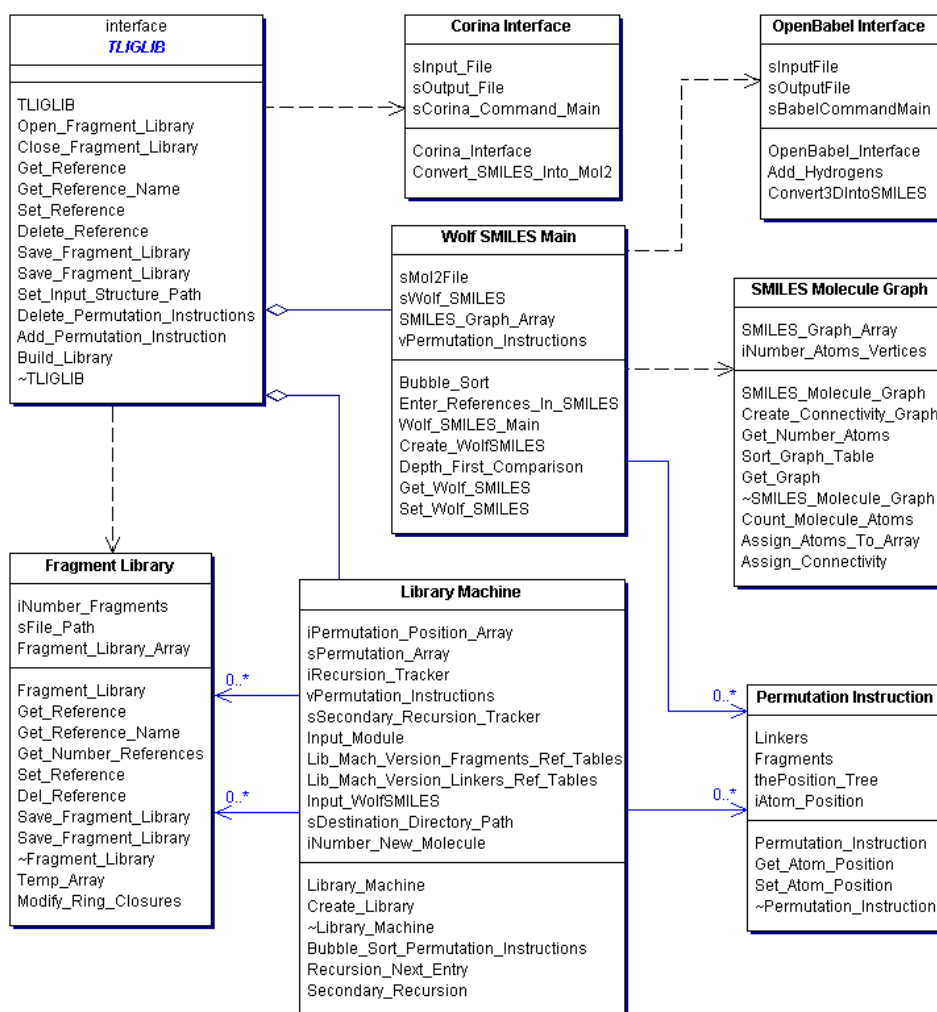 interface
TLIGLIB
TLIGLIB
Open_Fragment_Library
Close_Fragment_Library
Get_Reference
Get_Reference_Name
Set_Reference
Delete_Reference
Save_Fragment_Library
Save_Fragment_Library
Set_Input_Structure_Path
Delete_Permutation_Instructions
Add_Permutation_Instruction
Build_Library
~TLIGLIB
Corina Interface
sInput_File
sOutput_File
sCorina_Command_Main
Corina_Interface
Convert_SMILES_Into_Mol2
OpenBabel Interface
sInputFile
sOutputFile
sBabelCommandMain
OpenBabel_Interface
Add_Hydrogens
Convert3DIntoSMILES
Wolf SMILES Main
sMol2File
sWolf_SMILES
SMILES_Graph_Array
vPermutation_Instructions
Bubble_Sort
Enter_References_In_SMILES
Wolf_SMILES_Main
Create_WolfSMILES
Depth_First_Comparison
Get_Wolf_SMILES
Set_Wolf_SMILES
SMILES Molecule Graph
SMILES_Graph_Array
iNumber_Atoms_Vertices
SMILES_Molecule_Graph
Create_Connectivity_Graph
Get_Number_Atoms
Sort_Graph_Table
Get_Graph
~SMILES_Molecule_Graph
Count_Molecule_Atoms
Assign_Atoms_To_Array
Assign_Connectivity
Fragment Library
iNumber_Fragments
sFile_Path
Fragment_Library_Array
Fragment_Library
Get_Reference
Get_Reference_Name
Get_Number_References
Set_Reference
Del_Reference
Save_Fragment_Library
Save_Fragment_Library
~Fragment_Library
Temp_Array
Modify_Ring_Closures
0..*
0..*
Library Machine
iPermutation_Position_Array
sPermutation_Array
iRecursion_Tracker
vPermutation_Instructions
sSecondary_Recursion_Tracker
Input_Module
Lib_Mach_Version_Fragments_Ref_Tables
Lib_Mach_Version_Linkers_Ref_Tables
Input_WolfSMILES
sDestination_Directory_Path
iNumber_New_Molecule
Library_Machine
Create_Library
~Library_Machine
Bubble_Sort_Permutation_Instructions
Recursion_Next_Entry
Secondary_Recursion
0..*
0..*
Permutation Instruction
Linkers
Fragments
thePosition_Tree
iAtom_Position
Permutation_Instruction
Get_Atom_Position
Set_Atom_Position
~Permutation_Instruction